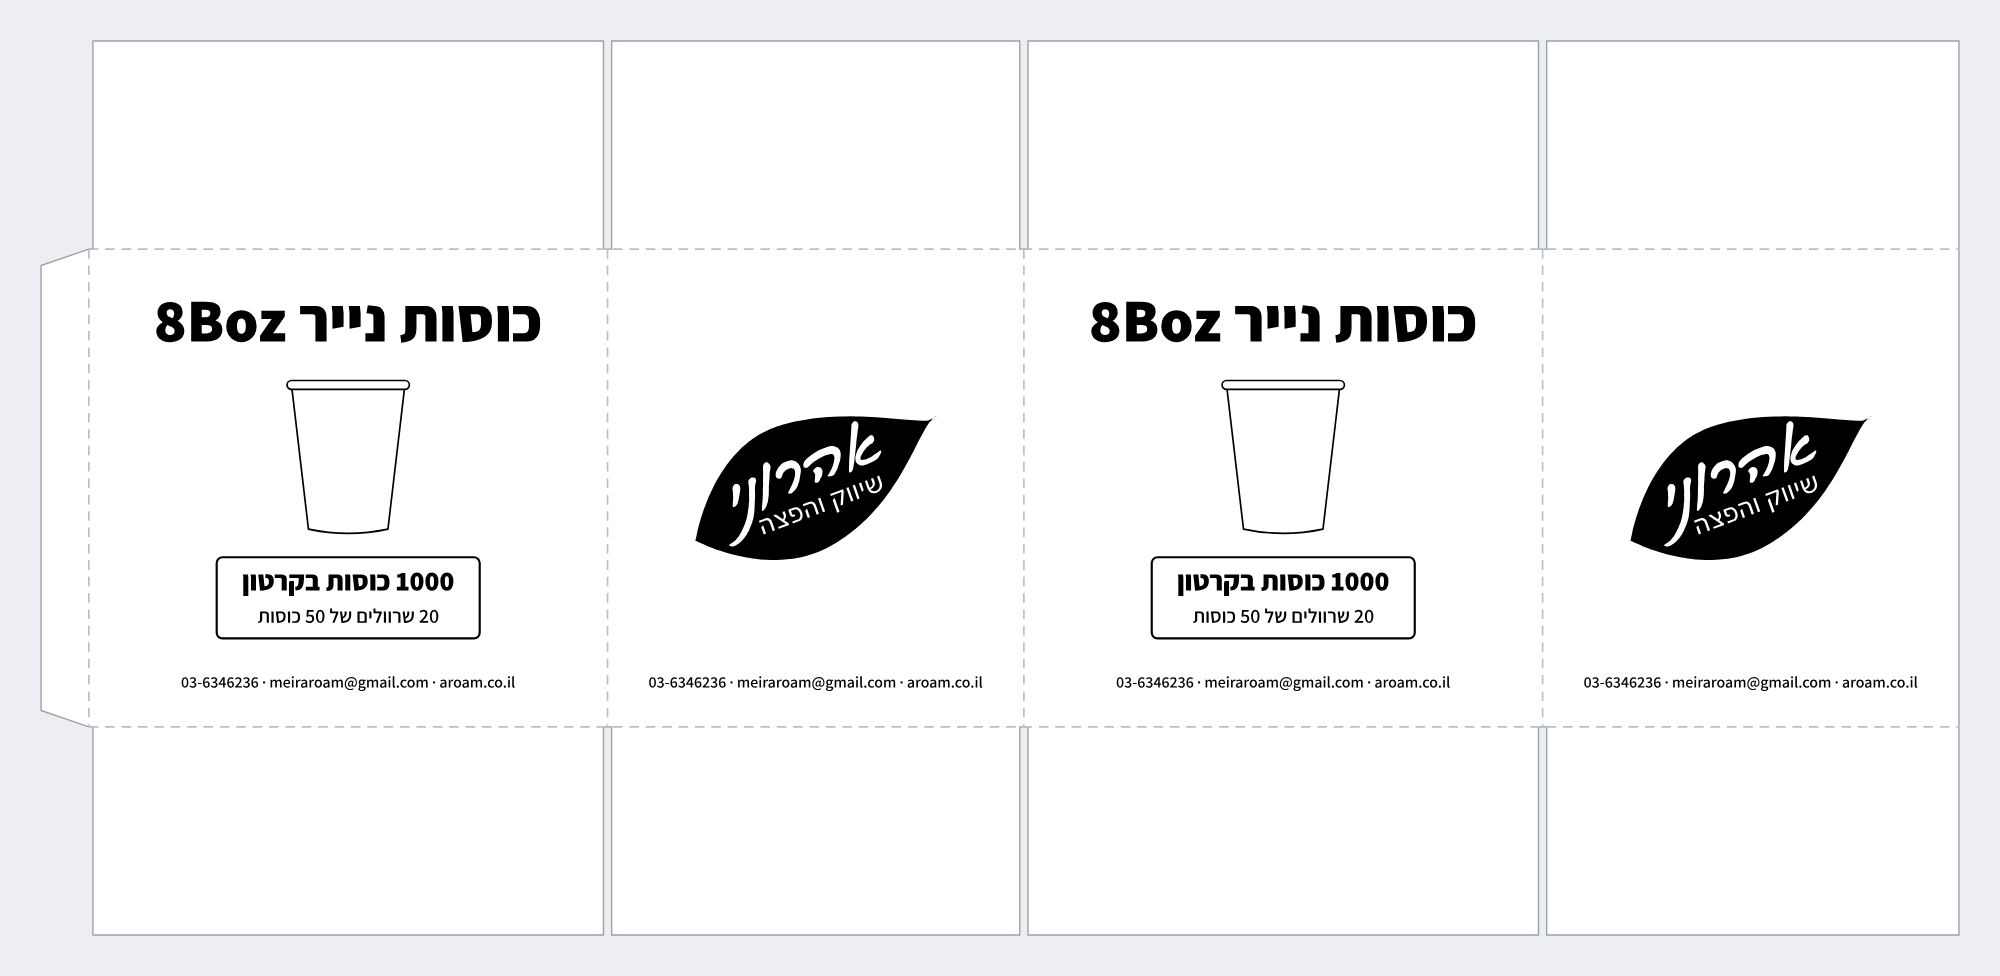 כוסות נייר 8Boz
1000 כוסות בקרטון
20 שרוולים של 50 כוסות
03-6346236 · meiraroam@gmail.com · aroam.co.il
אהרוני
שיווק והפצה
03-6346236 · meiraroam@gmail.com · aroam.co.il
כוסות נייר 8Boz
1000 כוסות בקרטון
20 שרוולים של 50 כוסות
03-6346236 · meiraroam@gmail.com · aroam.co.il
אהרוני
שיווק והפצה
03-6346236 · meiraroam@gmail.com · aroam.co.il